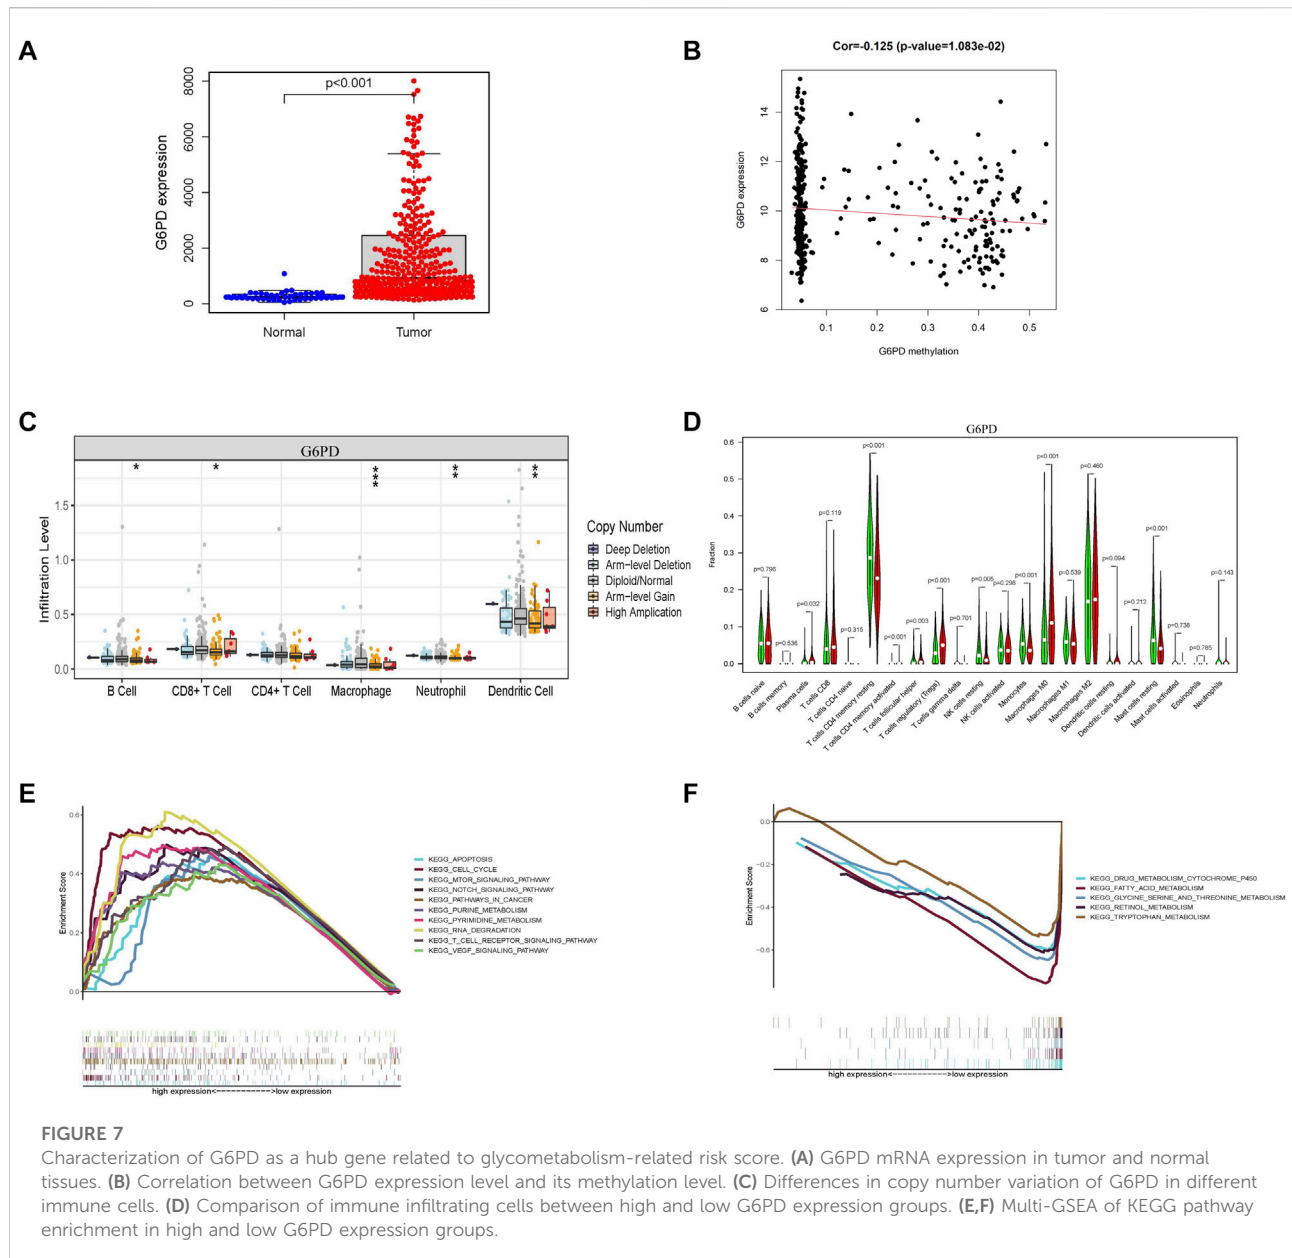 A
p<0.001
G6PD expression
8000
6000
4000
2000
0
Normal
Tumor
B
Cor=-0.125 (p-value=1.083e-02)
G6PD expression
14
12
10
8
6
0.1
0.2
0.3
0.4
0.5
G6PD methylation
C
G6PD
*
*
***
**
**
Infiltration Level
1.5
1.0
0.5
0.0
B Cell
CD8+ T Cell
CD4+ T Cell
Macrophage
Neutrophil
Dendritic Cell
Copy Number
Deep Deletion
Arm-level Deletion
Diploid/Normal
Arm-level Gain
High Amplication
D
G6PD
Fraction
0.6
0.5
0.4
0.3
0.2
0.1
0.0
p=0.796
p=0.536
p=0.032
p=0.119
p=0.315
p<0.001
p<0.001
p=0.003
p<0.001
p=0.701
p=0.005
p=0.298
p=0.001
p<0.001
p=0.539
p=0.460
p=0.094
p=0.212
p<0.001
p=0.738
p=0.785
p=0.143
B cells naive
B cells memory
Plasma cells
T cells CD8
T cells CD4 naive
T cells CD4 memory resting
T cells CD4 memory activated
T cells follicular helper
T cells regulatory (Tregs)
T cells gamma delta
NK cells resting
NK cells activated
Monocytes
Macrophages M0
Macrophages M1
Macrophages M2
Dendritic cells resting
Dendritic cells activated
Mast cells resting
Mast cells activated
Eosinophils
Neutrophils
E
Enrichment Score
0.6
0.4
0.2
0.0
KEGG_APOPTOSIS
KEGG_CELL_CYCLE
KEGG_MTOR_SIGNALING_PATHWAY
KEGG_NOTCH_SIGNALING_PATHWAY
KEGG_PATHWAYS_IN_CANCER
KEGG_PURINE_METABOLISM
KEGG_PYRIMIDINE_METABOLISM
KEGG_RNA_DEGRADATION
KEGG_T_CELL_RECEPTOR_SIGNALING_PATHWAY
KEGG_VEGF_SIGNALING_PATHWAY
high expression<----------->low expression
F
Enrichment Score
0.0
−0.2
−0.4
−0.6
KEGG_DRUG_METABOLISM_CYTOCHROME_P450
KEGG_FATTY_ACID_METABOLISM
KEGG_GLYCINE_SERINE_AND_THREONINE_METABOLISM
KEGG_RETINOL_METABOLISM
KEGG_TRYPTOPHAN_METABOLISM
high expression<----------->low expression
FIGURE 7
Characterization of G6PD as a hub gene related to glycometabolism-related risk score. (A) G6PD mRNA expression in tumor and normal
tissues. (B) Correlation between G6PD expression level and its methylation level. (C) Differences in copy number variation of G6PD in different
immune cells. (D) Comparison of immune infiltrating cells between high and low G6PD expression groups. (E,F) Multi-GSEA of KEGG pathway
enrichment in high and low G6PD expression groups.